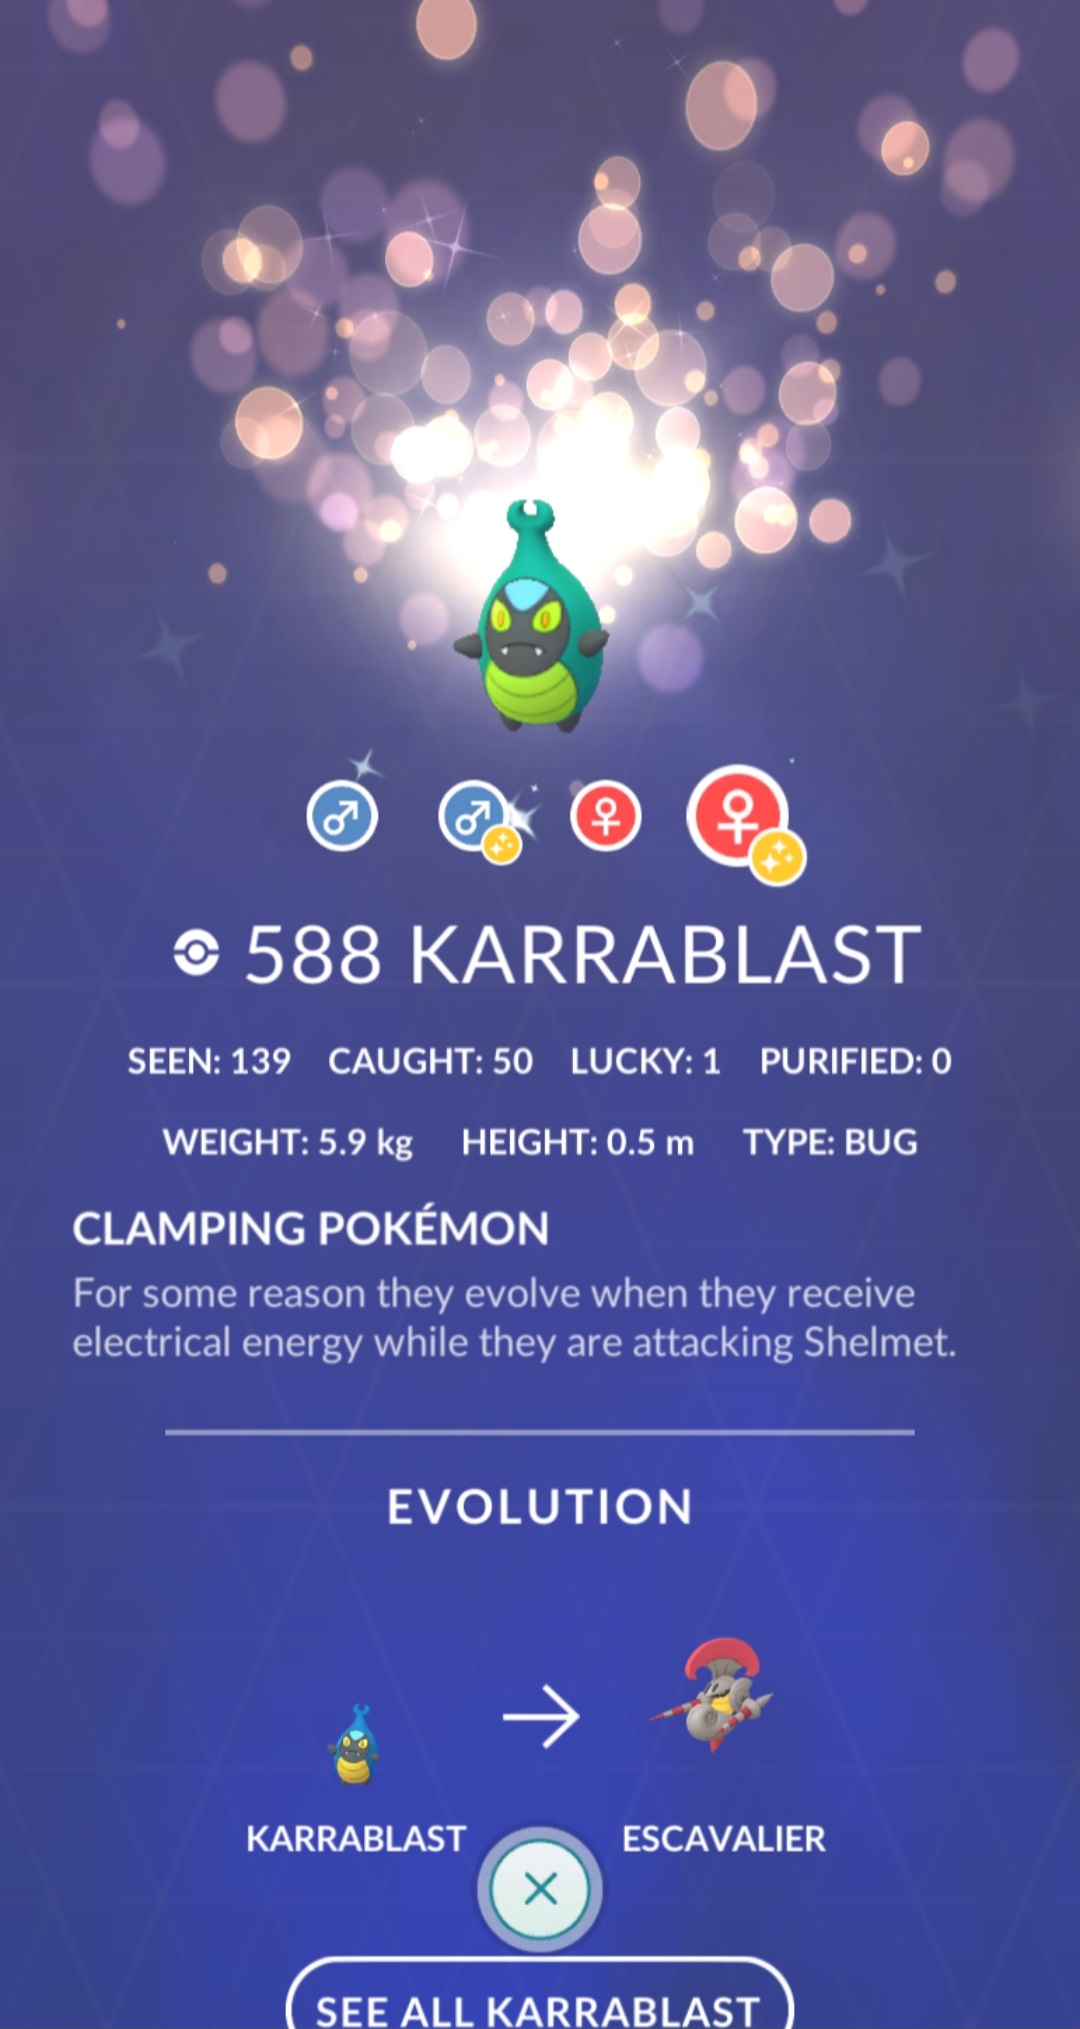 588 KARRABLAST
SEEN: 139 CAUGHT: 50 LUCKY: 1 PURIFIED: 0
WEIGHT: 5.9 kg HEIGHT: 0.5 m TYPE: BUG
CLAMPING POKÉMON
For some reason they evolve when they receive
electrical energy while they are attacking Shelmet.
EVOLUTION
KARRABLAST ESCAVALIER
SEE ALL KARRABLAST